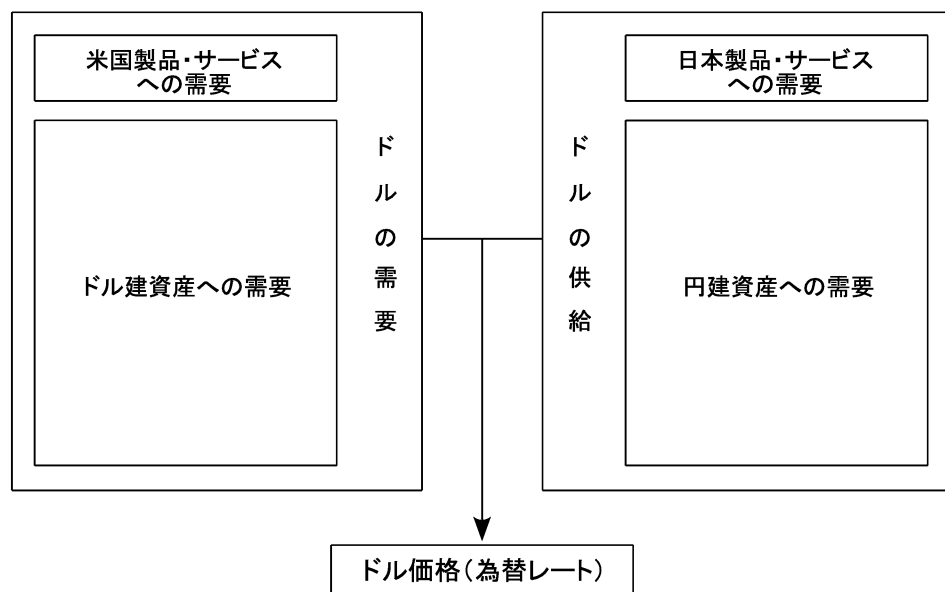 米国製品・サービス
への需要
ドル建資産への需要
ドルの需要
日本製品・サービス
への需要
円建資産への需要
ドルの供給
ドル価格(為替レート)